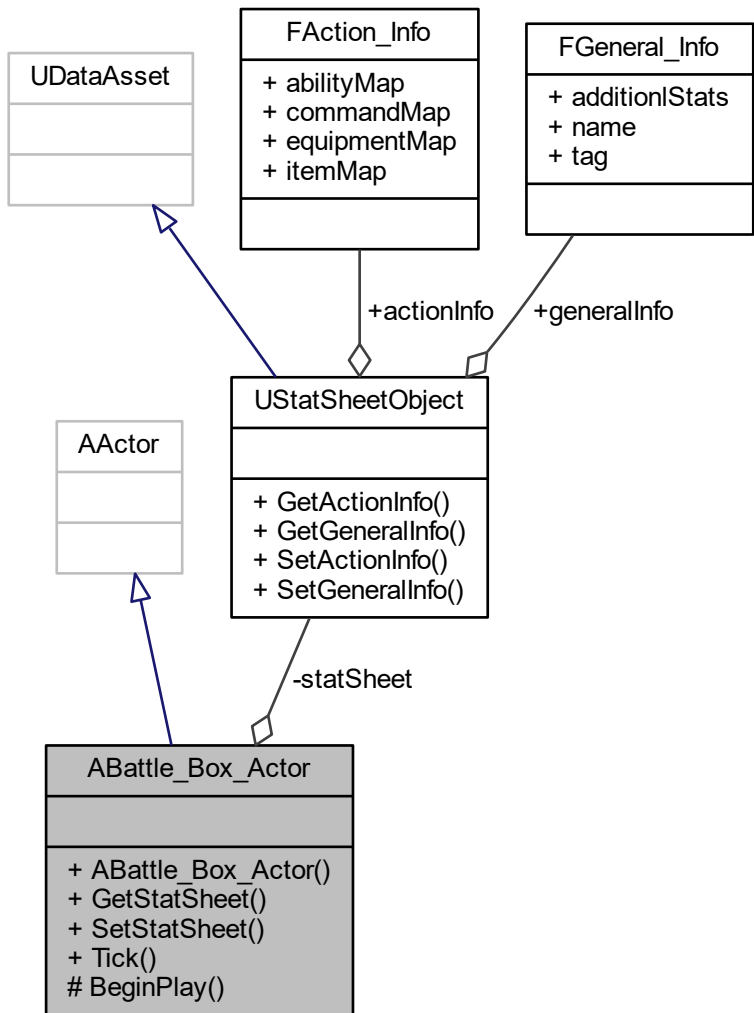 FAction_Info
+ abilityMap
+ commandMap
+ equipmentMap
+ itemMap
FGeneral_Info
+ additionlStats
+ name
+ tag
UDataAsset
+actionInfo
+generalInfo
UStatSheetObject
+ GetActionInfo()
+ GetGeneralInfo()
+ SetActionInfo()
+ SetGeneralInfo()
AActor
-statSheet
ABattle_Box_Actor
+ ABattle_Box_Actor()
+ GetStatSheet()
+ SetStatSheet()
+ Tick()
# BeginPlay()